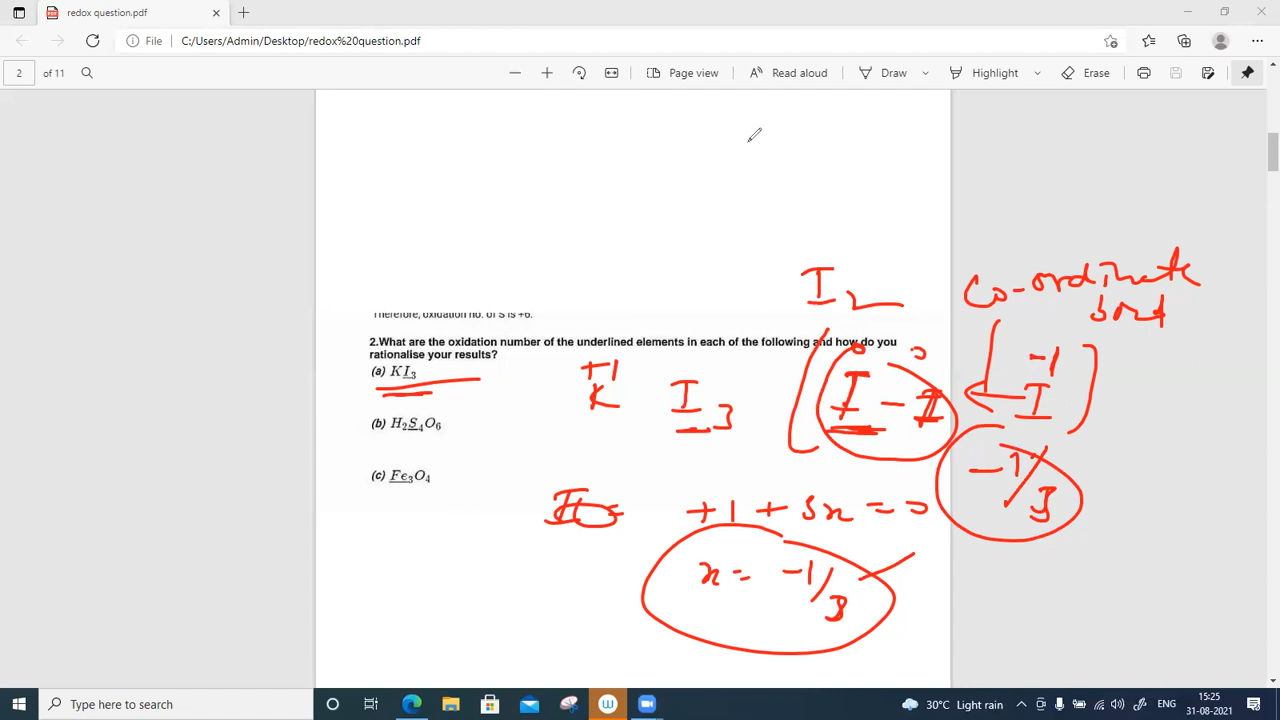 redox question.pdf
File C:/Users/Admin/Desktop/redox%20question.pdf
2 of 11 Page view Read aloud Draw Highlight Erase
Therefore, oxidation no. of S is +6.
2.What are the oxidation number of the underlined elements in each of the following and how do you
rationalise your results?
(a) KI₃
(b) H₂S₄O₆
(c) Fe₃O₄
I₂
Co-ordinate
bond
+1 0 0 -1
K I₃ [I – I ← I]
-1/3
+1 + 3x = 0
x = -1/3
Type here to search
30°C Light rain ENG 15:25
31-08-2021